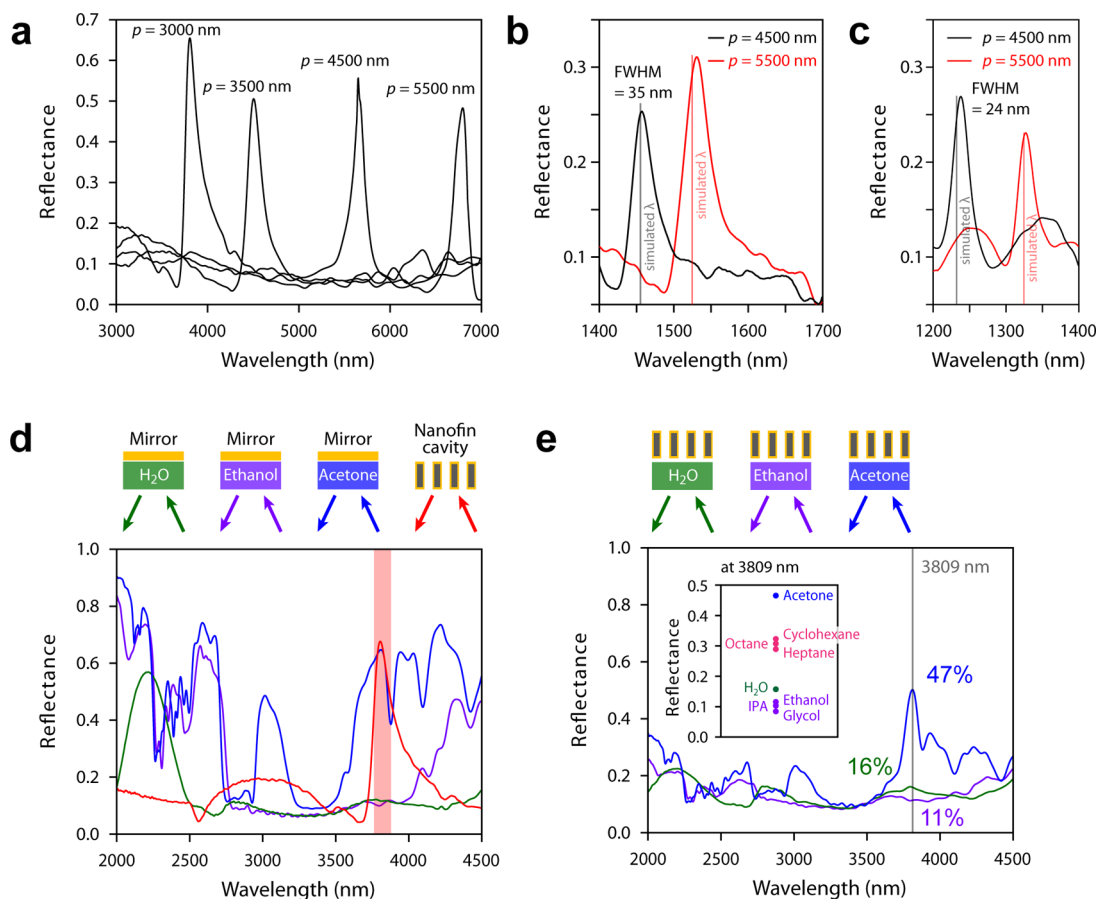 a
0.7
0.6
0.5
0.4
0.3
0.2
0.1
0.0
Reflectance
p = 3000 nm
p = 3500 nm
p = 4500 nm
p = 5500 nm
3000
4000
5000
6000
7000
Wavelength (nm)
b
0.3
0.2
0.1
Reflectance
p = 4500 nm
p = 5500 nm
FWHM
= 35 nm
simulated λ
simulated λ
1400
1500
1600
1700
Wavelength (nm)
c
0.3
0.2
0.1
Reflectance
p = 4500 nm
p = 5500 nm
FWHM
= 24 nm
simulated λ
simulated λ
1200
1300
1400
Wavelength (nm)
d
Mirror
H2O
Mirror
Ethanol
Mirror
Acetone
Nanofin
cavity
1.0
0.8
0.6
0.4
0.2
0.0
Reflectance
2000
2500
3000
3500
4000
4500
Wavelength (nm)
e
H2O
Ethanol
Acetone
1.0
0.8
0.6
0.4
0.2
0.0
Reflectance
at 3809 nm
3809 nm
0.5
0.4
0.3
0.2
0.1
0.0
Reflectance
Acetone
Cyclohexane
Octane
Heptane
H2O
Ethanol
IPA
Glycol
47%
16%
11%
2000
2500
3000
3500
4000
4500
Wavelength (nm)